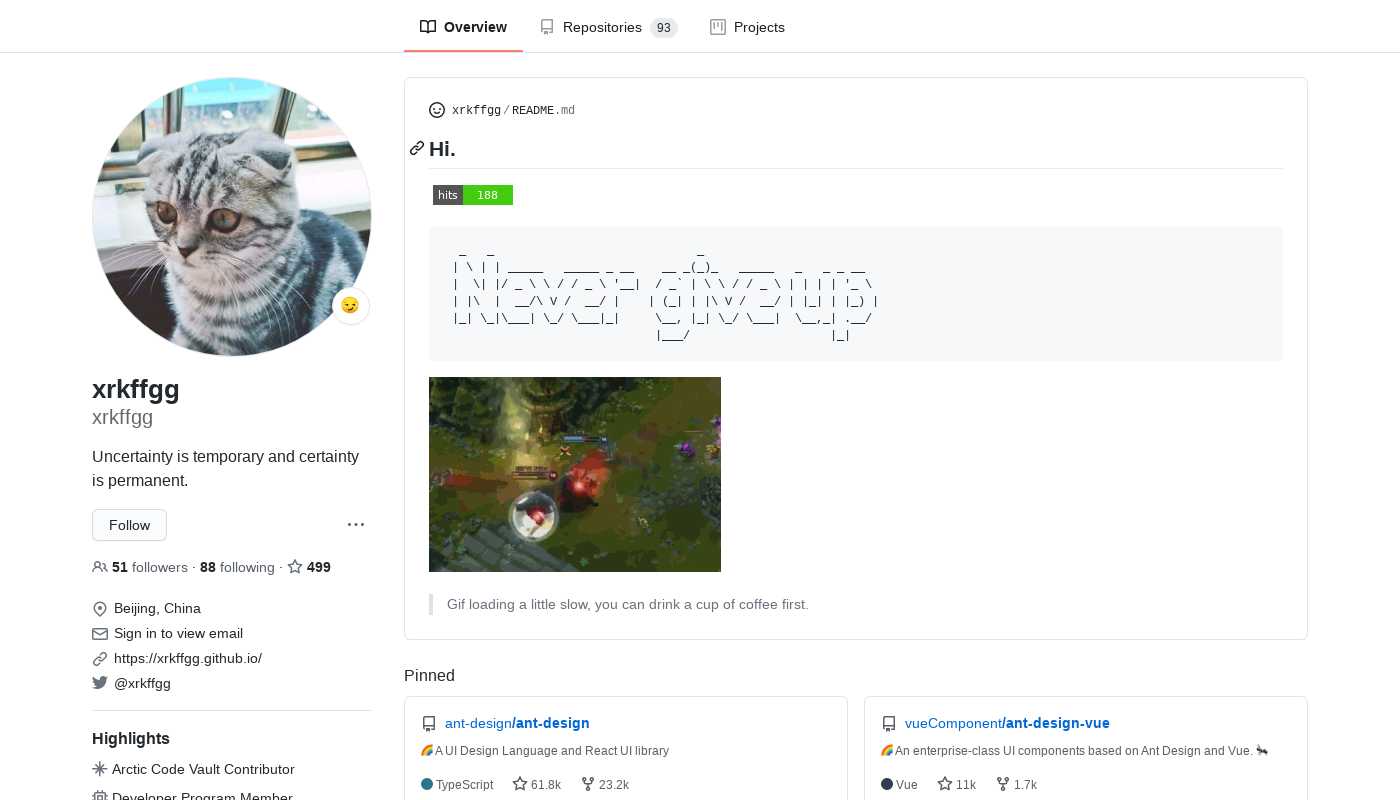 Overview Repositories 93 Projects
xrkffgg/README.md
Hi.
hits 188
 _   _                             _
| \ | | _____   _____ _ __    __ _(_)_   _____   _   _ _ __
|  \| |/ _ \ \ / / _ \ '__|  / _` | \ \ / / _ \ | | | | '_ \
| |\  |  __/\ V /  __/ |    | (_| | |\ V /  __/ | |_| | |_) |
|_| \_|\___| \_/ \___|_|     \__, |_| \_/ \___|  \__,_| .__/
                             |___/                    |_|
Gif loading a little slow, you can drink a cup of coffee first.
xrkffgg
xrkffgg
Uncertainty is temporary and certainty
is permanent.
Follow
51 followers · 88 following · 499
Beijing, China
Sign in to view email
https://xrkffgg.github.io/
@xrkffgg
Highlights
Arctic Code Vault Contributor
Developer Program Member
Pinned
ant-design/ant-design
🌈 A UI Design Language and React UI library
TypeScript 61.8k 23.2k
vueComponent/ant-design-vue
🌈 An enterprise-class UI components based on Ant Design and Vue. 🐜
Vue 11k 1.7k